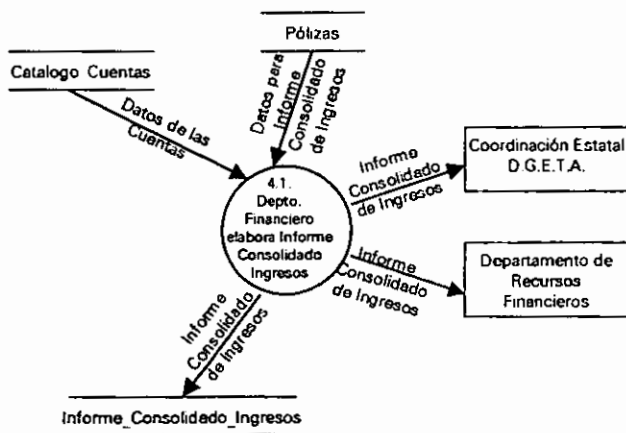 Pólizas
Catalogo Cuentas
Datos de las
Cuentas
Datos para
Informe
Consolidado
de Ingresos
4.1.
Depto.
Financiero
elabora Informe
Consolidado
Ingresos
Informe
Consolidado
de Ingresos
Coordinación Estatal
D.G.E.T.A.
Informe
Consolidado
de Ingresos
Departamento de
Recursos
Financieros
Informe
Consolidado
de Ingresos
Informe_Consolidado_Ingresos